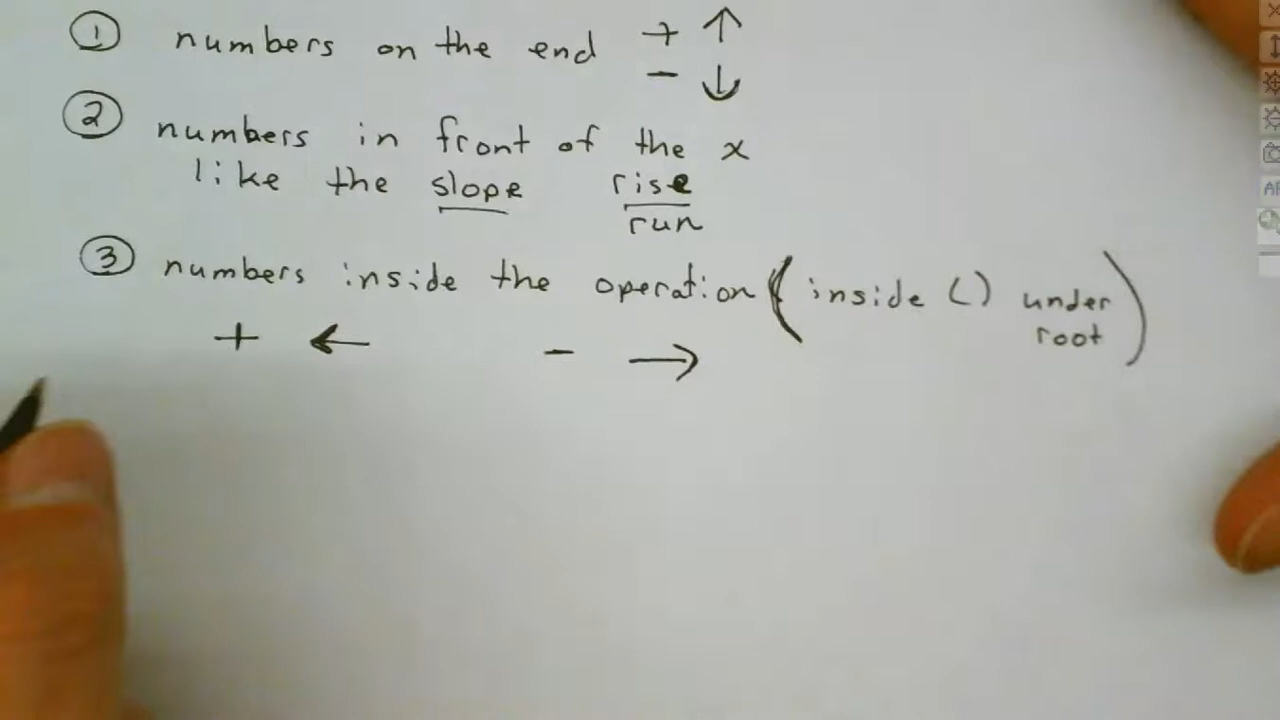 ① numbers on the end + ↑
- ↓
② numbers in front of the x
like the slope rise
run
③ numbers inside the operation ( inside () under
root )
+ ← - →